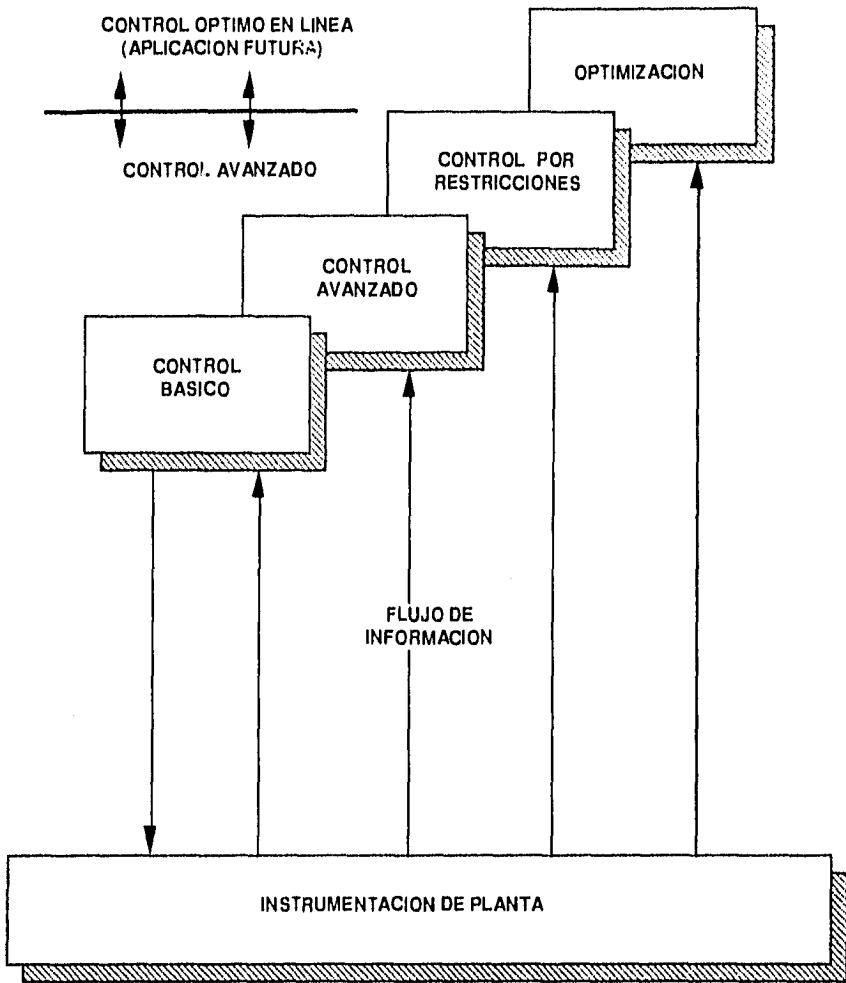 CONTROL OPTIMO EN LINEA
(APLICACION FUTURA)
OPTIMIZACION
CONTROL AVANZADO
CONTROL POR
RESTRICCIONES
CONTROL
AVANZADO
CONTROL
BASICO
FLUJO DE
INFORMACION
INSTRUMENTACION DE PLANTA